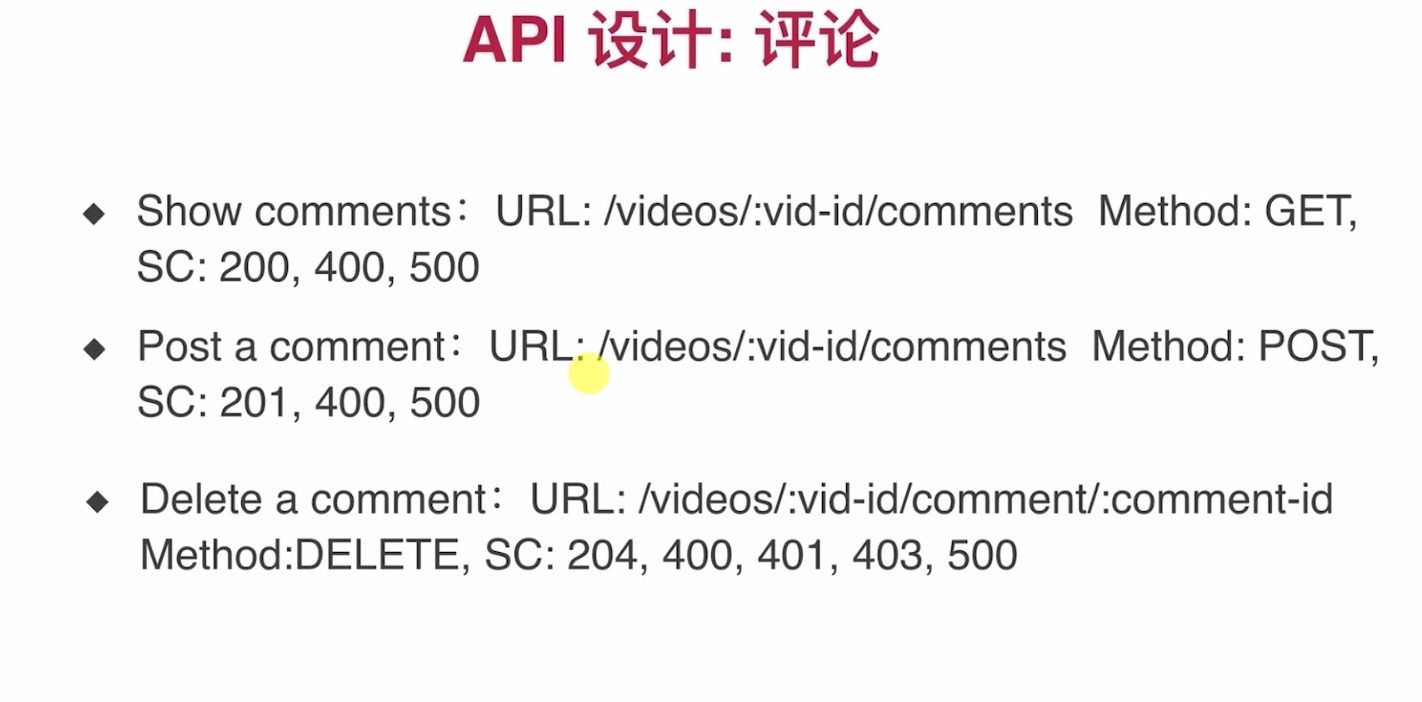 API 设计: 评论
◆ Show comments：URL: /videos/:vid-id/comments Method: GET,
SC: 200, 400, 500
◆ Post a comment：URL: /videos/:vid-id/comments Method: POST,
SC: 201, 400, 500
◆ Delete a comment：URL: /videos/:vid-id/comment/:comment-id
Method:DELETE, SC: 204, 400, 401, 403, 500